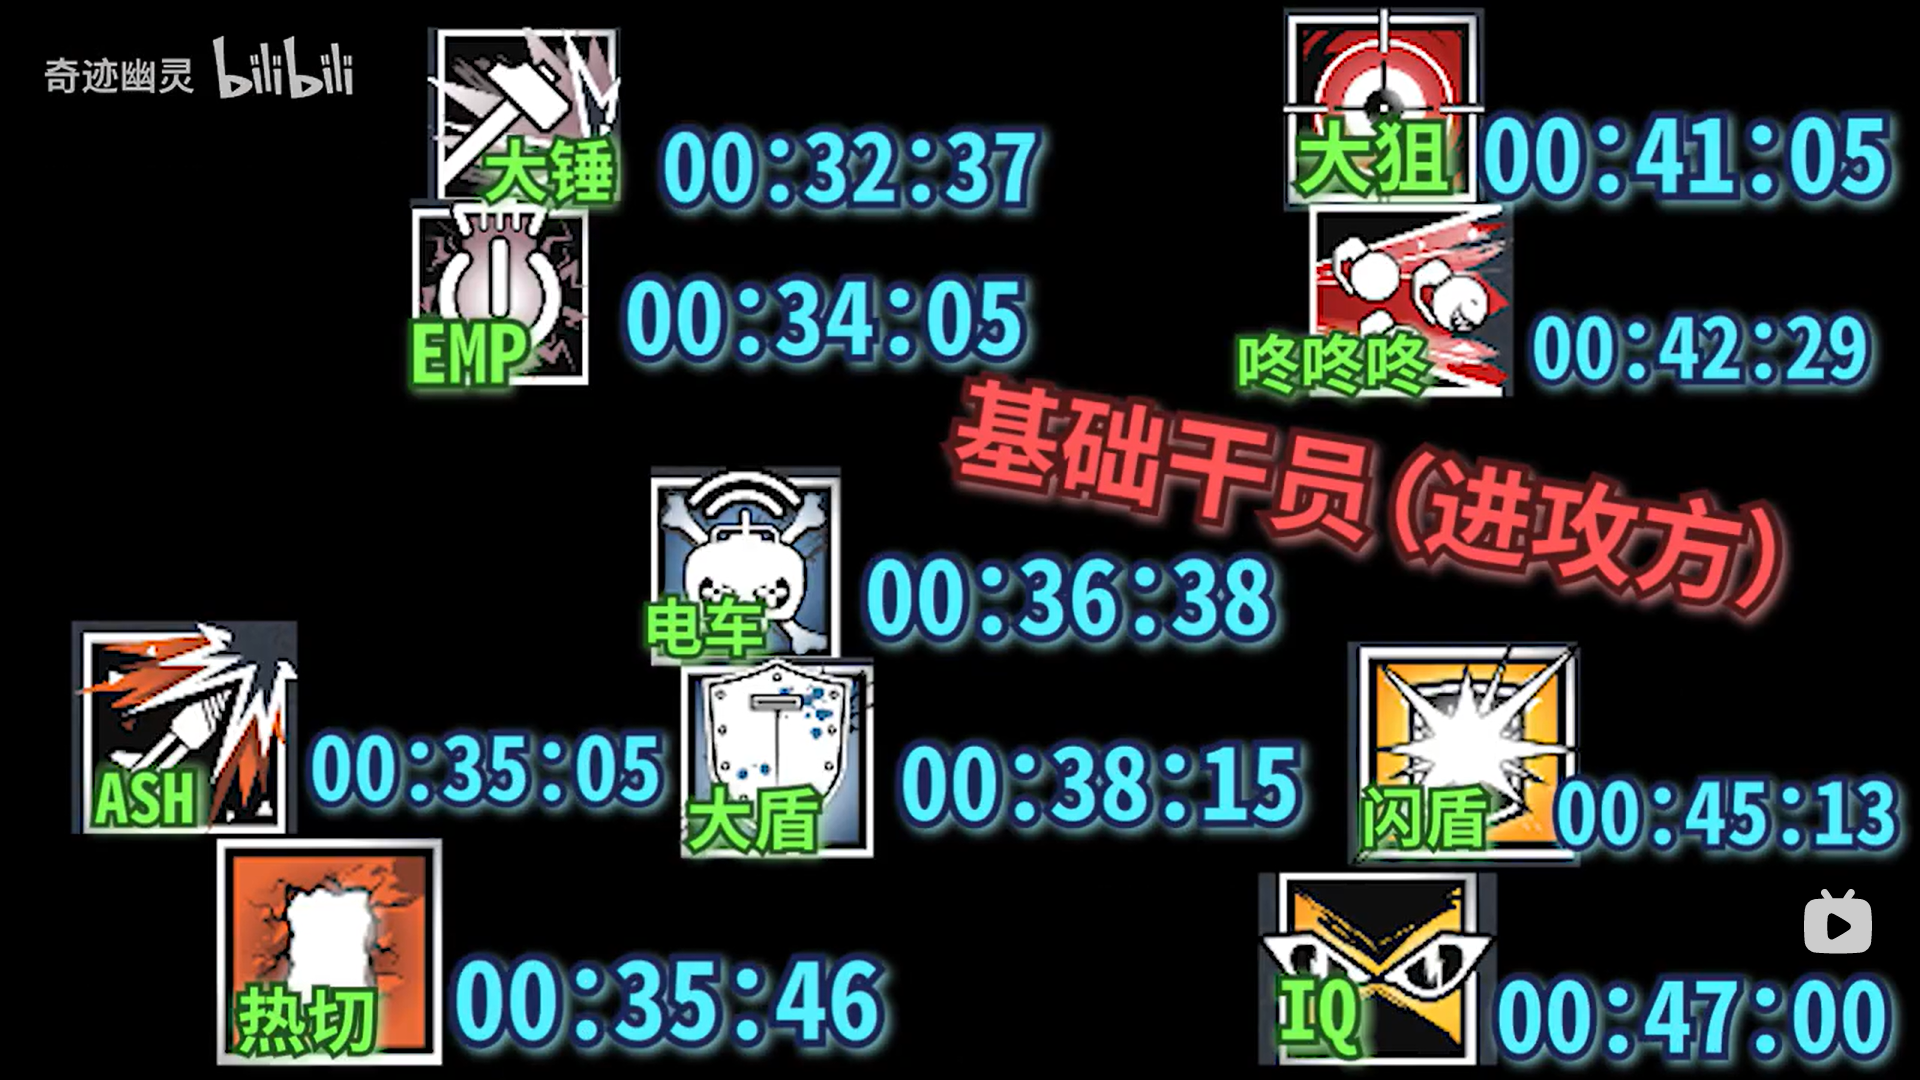 奇迹幽灵 bilibili
大锤 00:32:37
EMP 00:34:05
大狙 00:41:05
咚咚咚 00:42:29
基础干员(进攻方)
电车 00:36:38
大盾 00:38:15
ASH 00:35:05
热切 00:35:46
闪盾 00:45:13
IQ 00:47:00